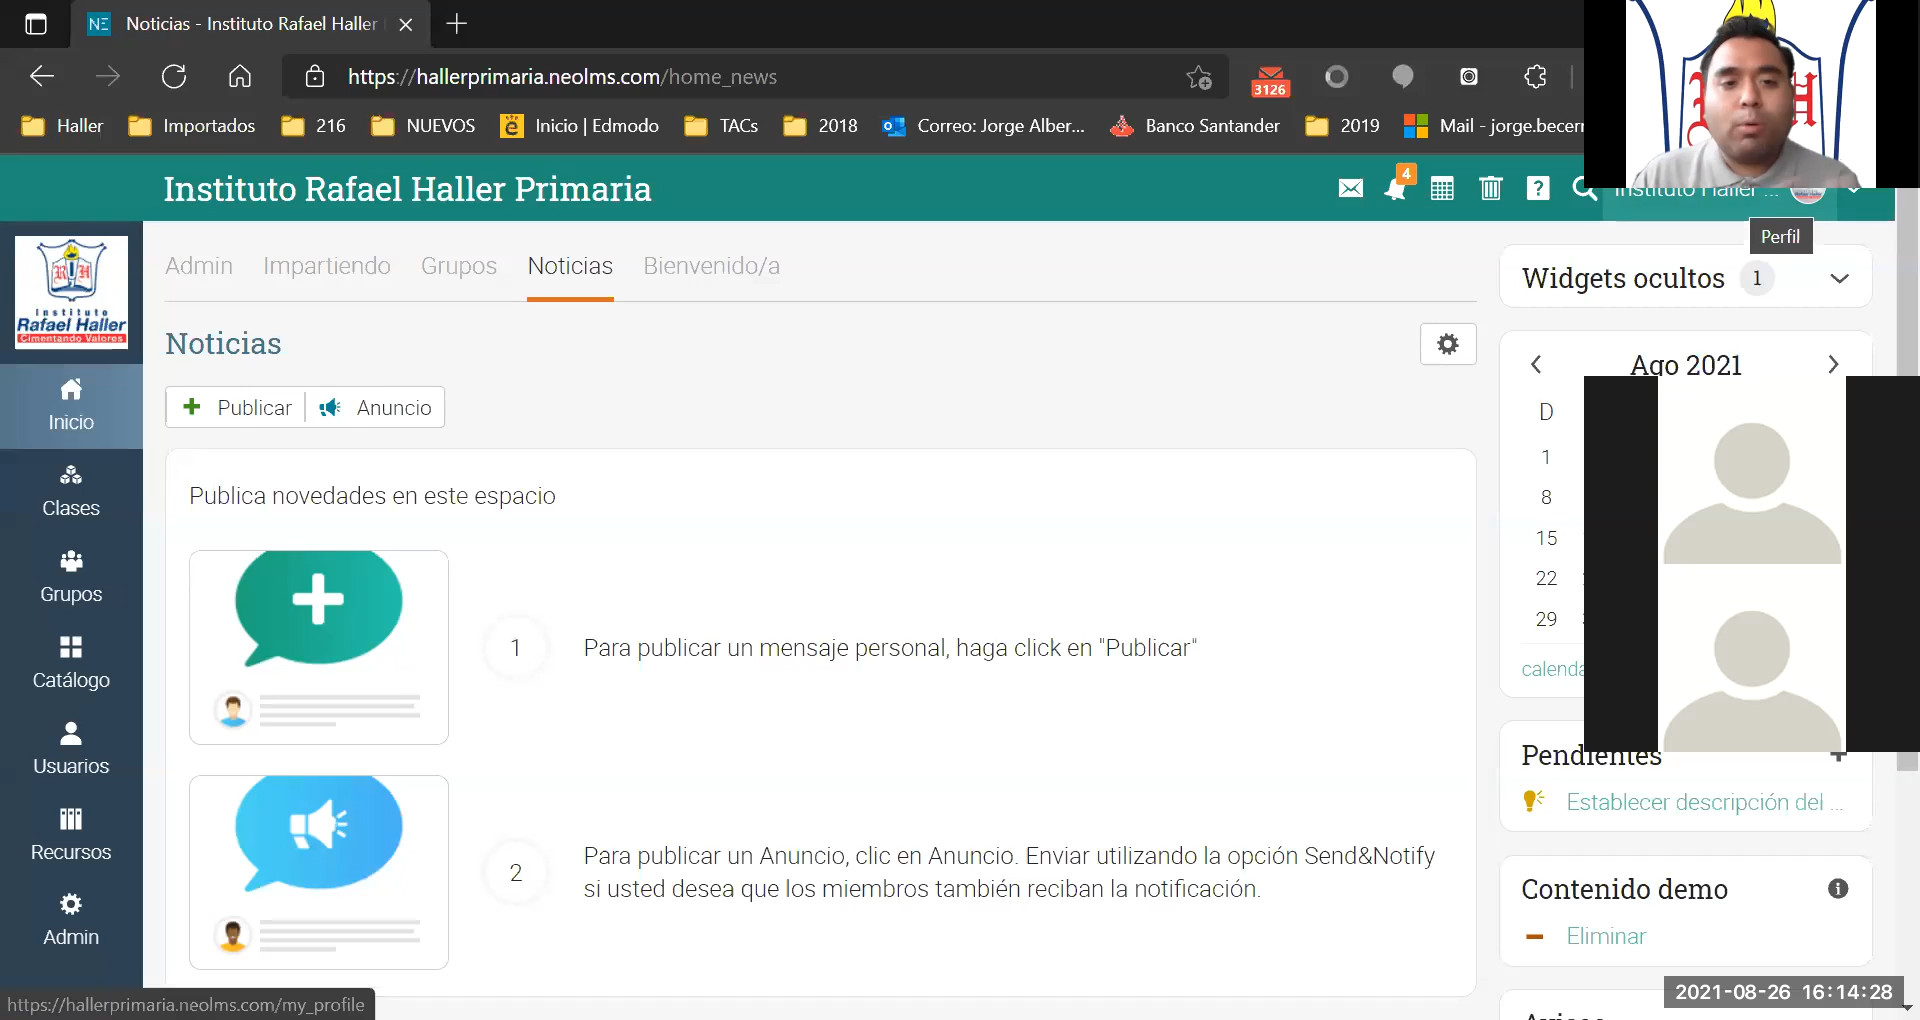 Noticias - Instituto Rafael Haller
https://hallerprimaria.neolms.com/home_news
3126
Haller
Importados
216
NUEVOS
Inicio | Edmodo
TACs
2018
Correo: Jorge Alber...
Banco Santander
2019
Mail - jorge.becerr
Instituto Rafael Haller Primaria
4
Instituto Haller ...
Perfil
Instituto
Rafael Haller
Cimentando Valores
Inicio
Clases
Grupos
Catálogo
Usuarios
Recursos
Admin
Admin
Impartiendo
Grupos
Noticias
Bienvenido/a
Noticias
Publicar
Anuncio
Publica novedades en este espacio
1
Para publicar un mensaje personal, haga click en "Publicar"
2
Para publicar un Anuncio, clic en Anuncio. Enviar utilizando la opción Send&Notify
si usted desea que los miembros también reciban la notificación.
Widgets ocultos 1
Ago 2021
D
1
8
15
22
29
calenda
Pendientes
Establecer descripción del ...
Contenido demo
Eliminar
Avisos
https://hallerprimaria.neolms.com/my_profile
2021-08-26 16:14:28